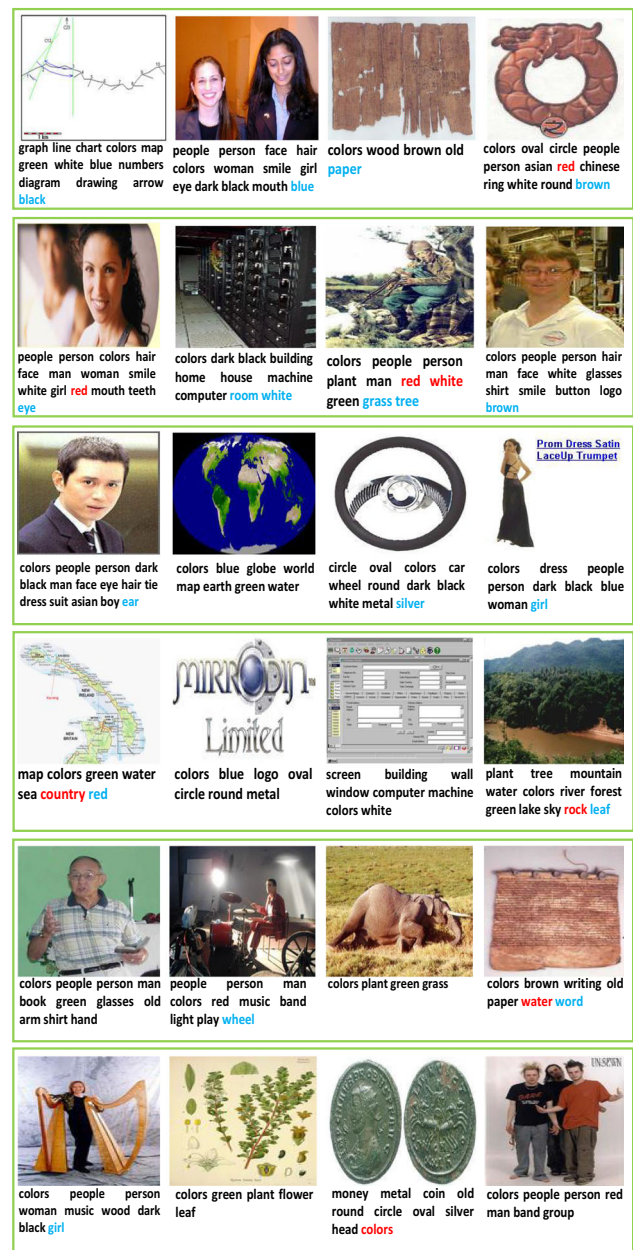 graph line chart colors map
green white blue numbers
diagram drawing arrow
black
people person face hair
colors woman smile girl
eye dark black mouth blue
colors wood brown old
paper
colors oval circle people
person asian red chinese
ring white round brown
people person colors hair
face man woman smile
white girl red mouth teeth
eye
colors dark black building
home house machine
computer room white
colors people person
plant man red white
green grass tree
colors people person hair
man face white glasses
shirt smile button logo
brown
colors people person dark
black man face eye hair tie
dress suit asian boy ear
colors blue globe world
map earth green water
circle oval colors car
wheel round dark black
white metal silver
Prom Dress Satin
LaceUp Trumpet
colors dress people
person dark black blue
woman girl
NEW
IRELAND
NEW
BRITAIN
map colors green water
sea country red
MIRRODIN
Limited
colors blue logo oval
circle round metal
screen building wall
window computer machine
colors white
plant tree mountain
water colors river forest
green lake sky rock leaf
colors people person man
book green glasses old
arm shirt hand
people person man
colors red music band
light play wheel
colors plant green grass
colors brown writing old
paper water word
colors people person
woman music wood dark
black girl
colors green plant flower
leaf
money metal coin old
round circle oval silver
head colors
UNSEWN
colors people person red
man band group